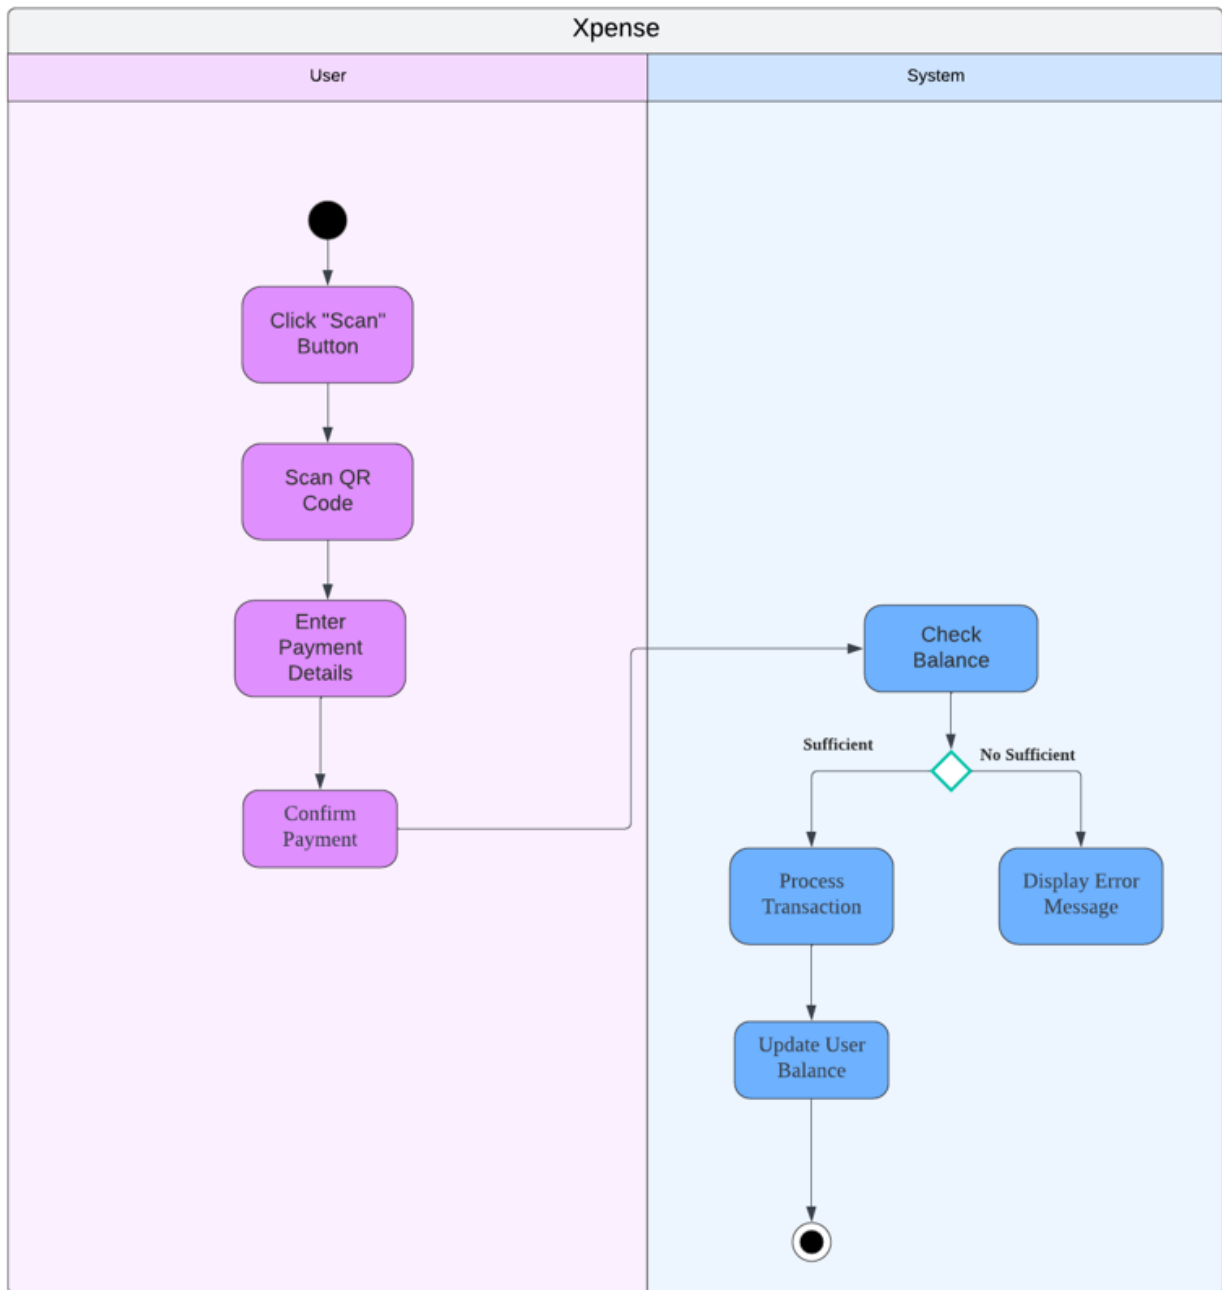 Xpense
User
System
Click "Scan"
Button
Scan QR
Code
Enter
Payment
Details
Confirm
Payment
Check
Balance
Sufficient
No Sufficient
Process
Transaction
Display Error
Message
Update User
Balance